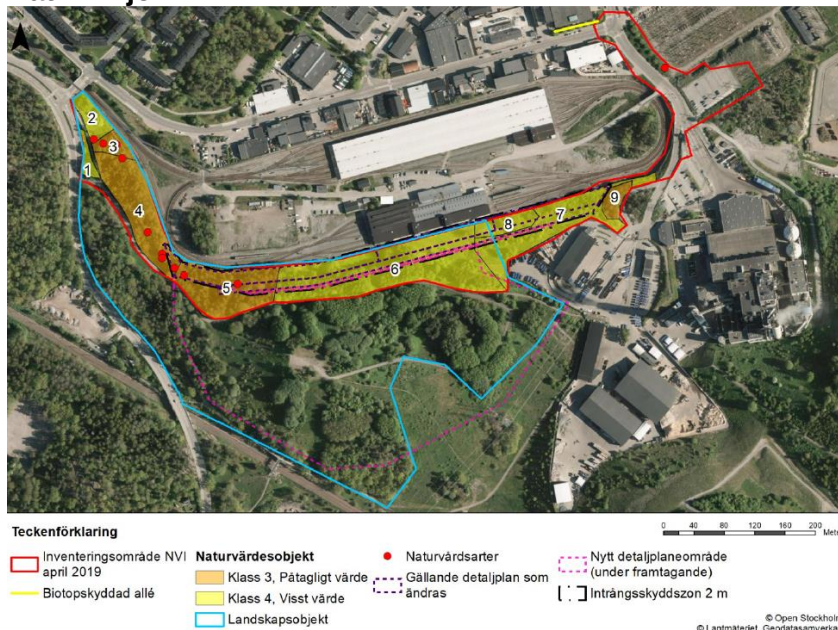 2
3
1
4
5
6
8
7
9
Teckenförklaring
Inventeringsområde NVI
april 2019
Biotopskyddad allé
Naturvärdesobjekt
Klass 3, Påtagligt värde
Klass 4, Visst värde
Landskapsobjekt
Naturvårdsarter
Gällande detaljplan som
ändras
0 40 80 120 160 200
Mete
Nytt detaljplaneområde
(under framtagande)
Intrångsskyddszon 2 m
© Open Stockholm
© Lantmäteriet, Geodatasamverka